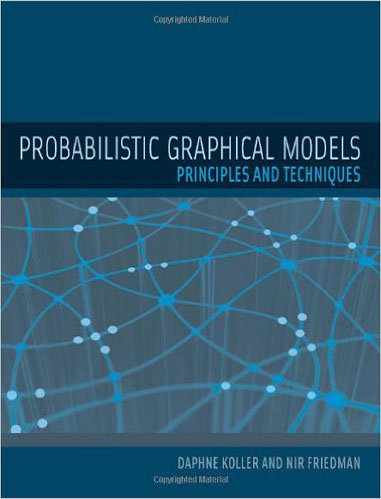 Copyrighted Material
PROBABILISTIC GRAPHICAL MODELS
PRINCIPLES AND TECHNIQUES
DAPHNE KOLLER AND NIR FRIEDMAN
Copyrighted Material